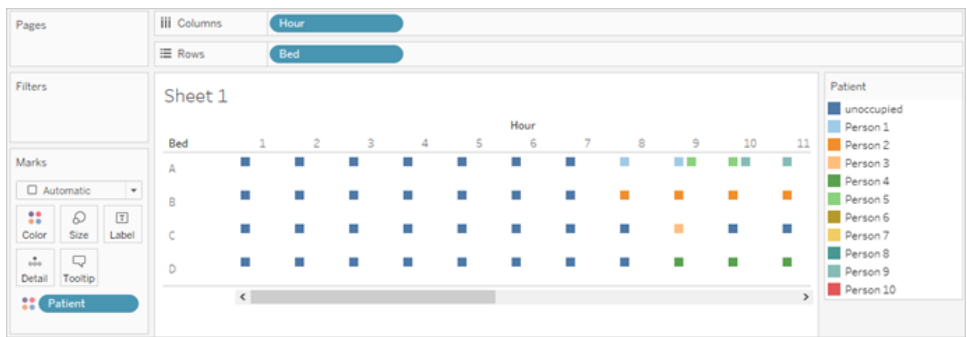 Pages
iii Columns
Hour
Rows
Bed
Filters
Sheet 1
Hour
Bed 1 2 3 4 5 6 7 8 9 10 11
A
B
C
D
Marks
Automatic
Color Size Label
Detail Tooltip
Patient
Patient
unoccupied
Person 1
Person 2
Person 3
Person 4
Person 5
Person 6
Person 7
Person 8
Person 9
Person 10